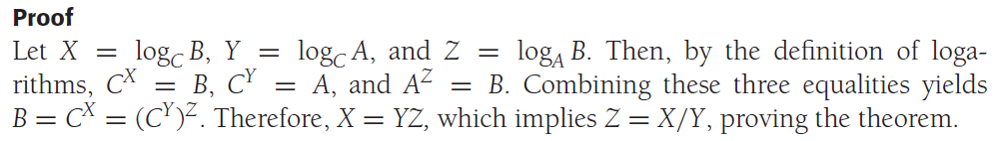 Proof
Let X = log_C B, Y = log_C A, and Z = log_A B. Then, by the definition of loga-
rithms, C^X = B, C^Y = A, and A^Z = B. Combining these three equalities yields
B = C^X = (C^Y)^Z. Therefore, X = YZ, which implies Z = X/Y, proving the theorem.